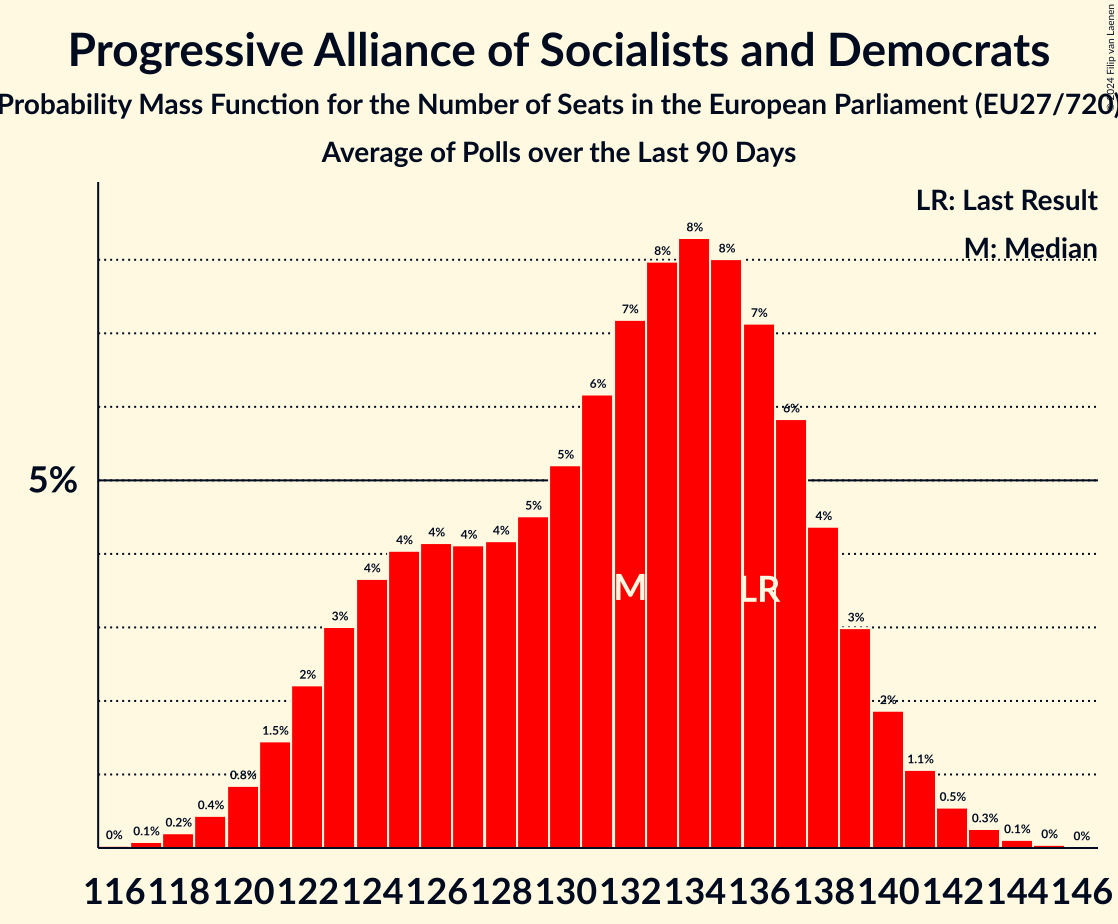 Progressive Alliance of Socialists and Democrats
Probability Mass Function for the Number of Seats in the European Parliament (EU27/720)
Average of Polls over the Last 90 Days
© 2024 Filip van Laenen
LR: Last Result
M: Median
5%
0% 0.1% 0.2% 0.4% 0.8% 1.5% 2% 3% 4% 4% 4% 4% 4% 5% 5% 6% 7% 8% 8% 8% 7% 6% 4% 3% 2% 1.1% 0.5% 0.3% 0.1% 0% 0%
M LR
116 118 120 122 124 126 128 130 132 134 136 138 140 142 144 146